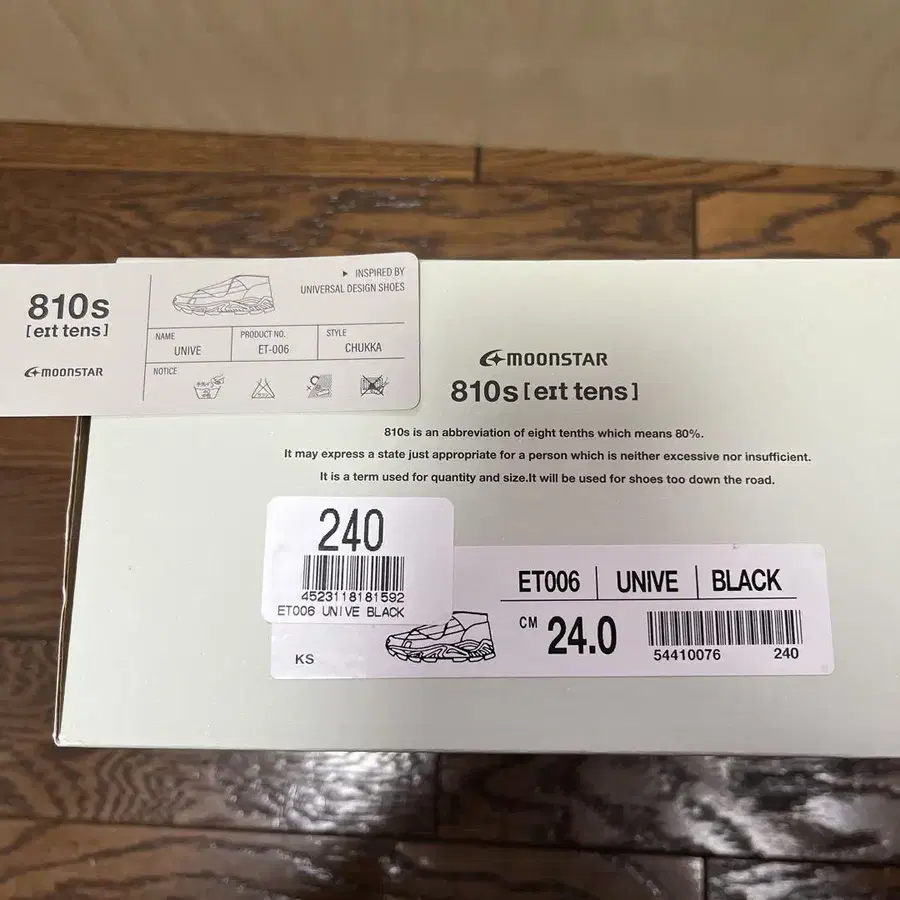 810s
[eɪt tens]
MOONSTAR
INSPIRED BY
UNIVERSAL DESIGN SHOES
NAME
UNIVE
PRODUCT NO.
ET-006
STYLE
CHUKKA
NOTICE
MOONSTAR
810s [eɪt tens]
810s is an abbreviation of eight tenths which means 80%.
It may express a state just appropriate for a person which is neither excessive nor insufficient.
It is a term used for quantity and size.It will be used for shoes too down the road.
240
4523118181592
ET006 UNIVE BLACK
ET006 UNIVE BLACK
CM 24.0
54410076 240
KS